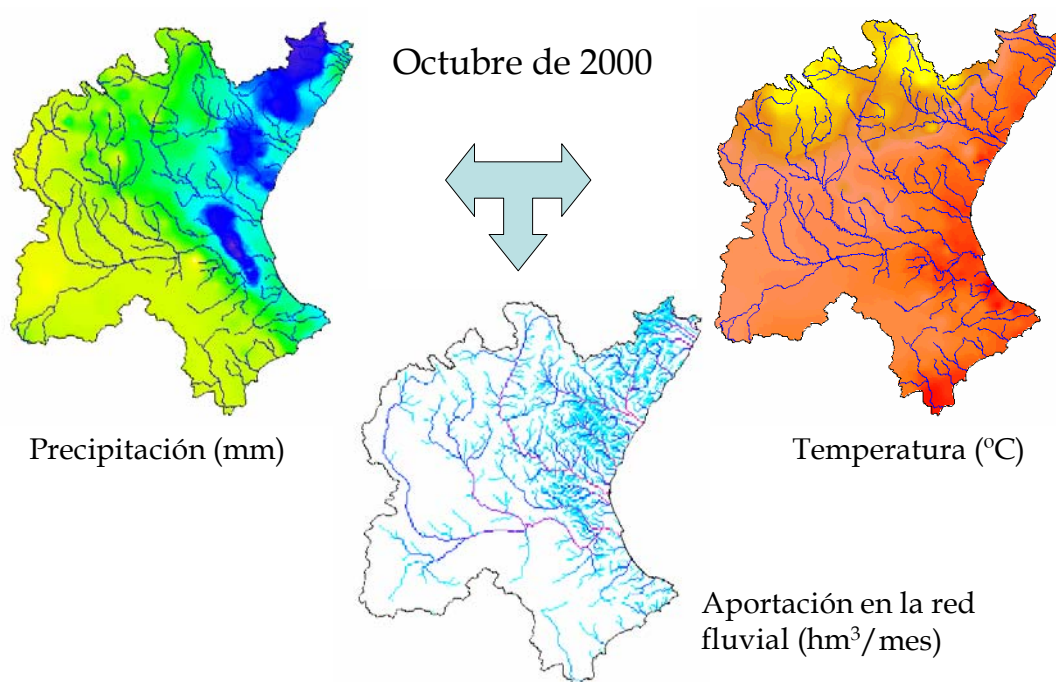 Octubre de 2000
Precipitación (mm)
Temperatura (ºC)
Aportación en la red
fluvial (hm³/mes)